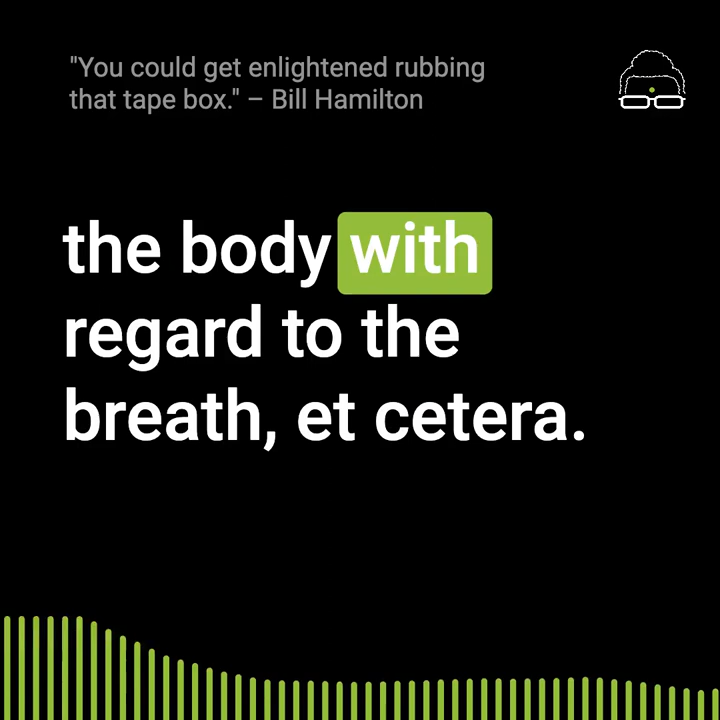 "You could get enlightened rubbing
that tape box." – Bill Hamilton
the body with
regard to the
breath, et cetera.